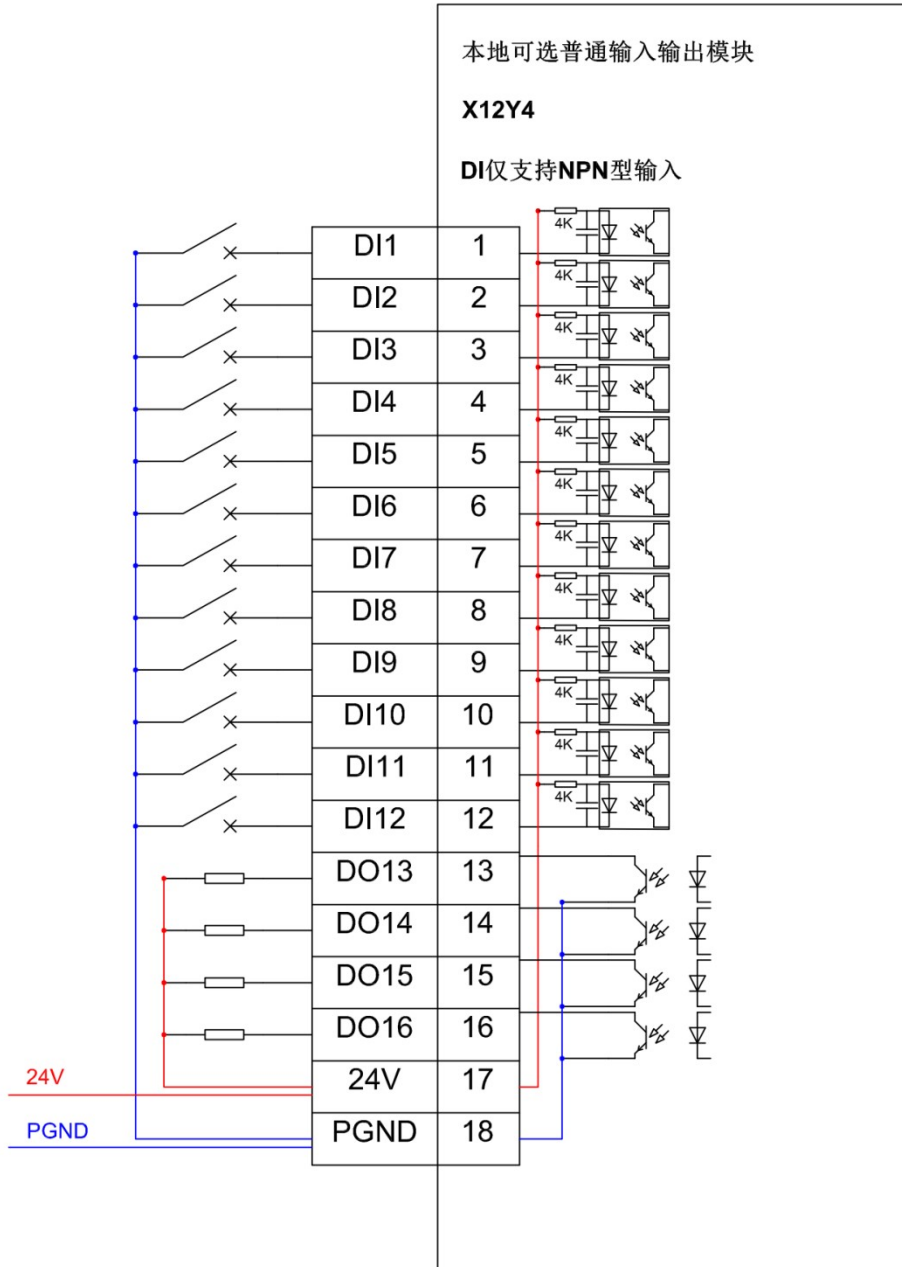 本地可选普通输入输出模块
X12Y4
DI仅支持NPN型输入
4K
DI1 1
4K
DI2 2
4K
DI3 3
4K
DI4 4
4K
DI5 5
4K
DI6 6
4K
DI7 7
4K
DI8 8
4K
DI9 9
4K
DI10 10
4K
DI11 11
4K
DI12 12
DO13 13
DO14 14
DO15 15
DO16 16
24V 24V 17
PGND PGND 18